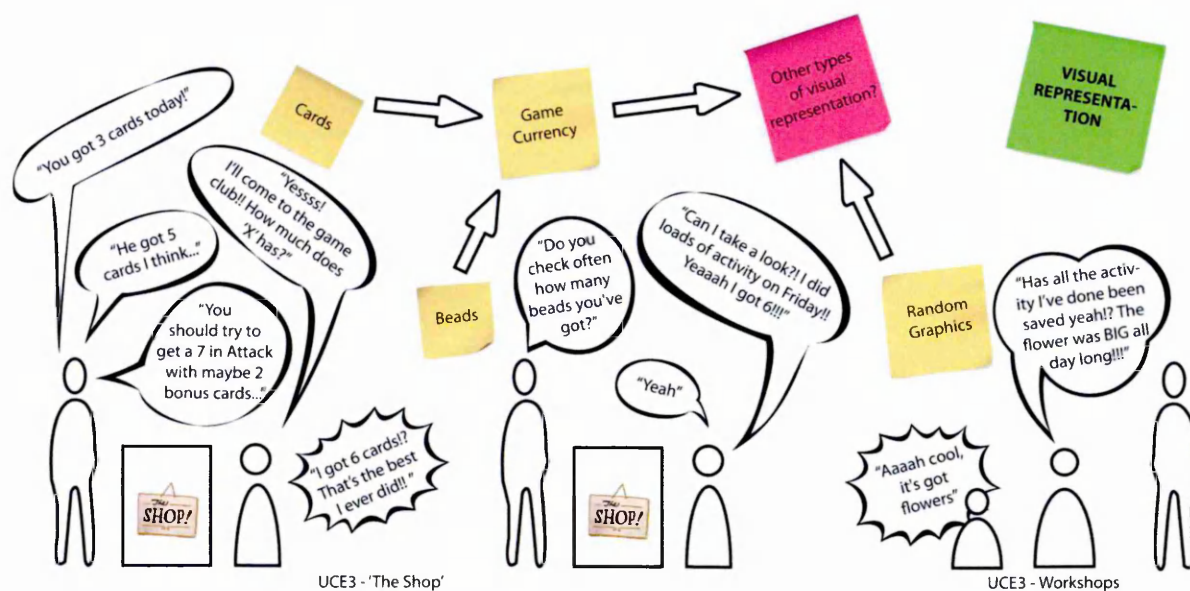 Cards
Game
Currency
Other types
of visual
representation?
VISUAL
REPRESENTA-
TION
"You got 3 cards today!"
"He got 5
cards I think..."
"You
should try to
get a 7 in Attack
with maybe 2
bonus cards..."
"Yessss!
I'll come to the game
club!! How much does
'X' has?"
"I got 6 cards!?
That's the best
I ever did!!"
THE
SHOP!
Beads
"Do you
check often
how many
beads you've
got?"
"Yeah"
"Can I take a look?! I did
loads of activity on Friday!!
Yeaaah I got 6!!!"
THE
SHOP!
Random
Graphics
"Aaaah cool,
it's got
flowers"
"Has all the activ-
ity I've done been
saved yeah!? The
flower was BIG all
day long!!!"
UCE3 - 'The Shop'
UCE3 - Workshops